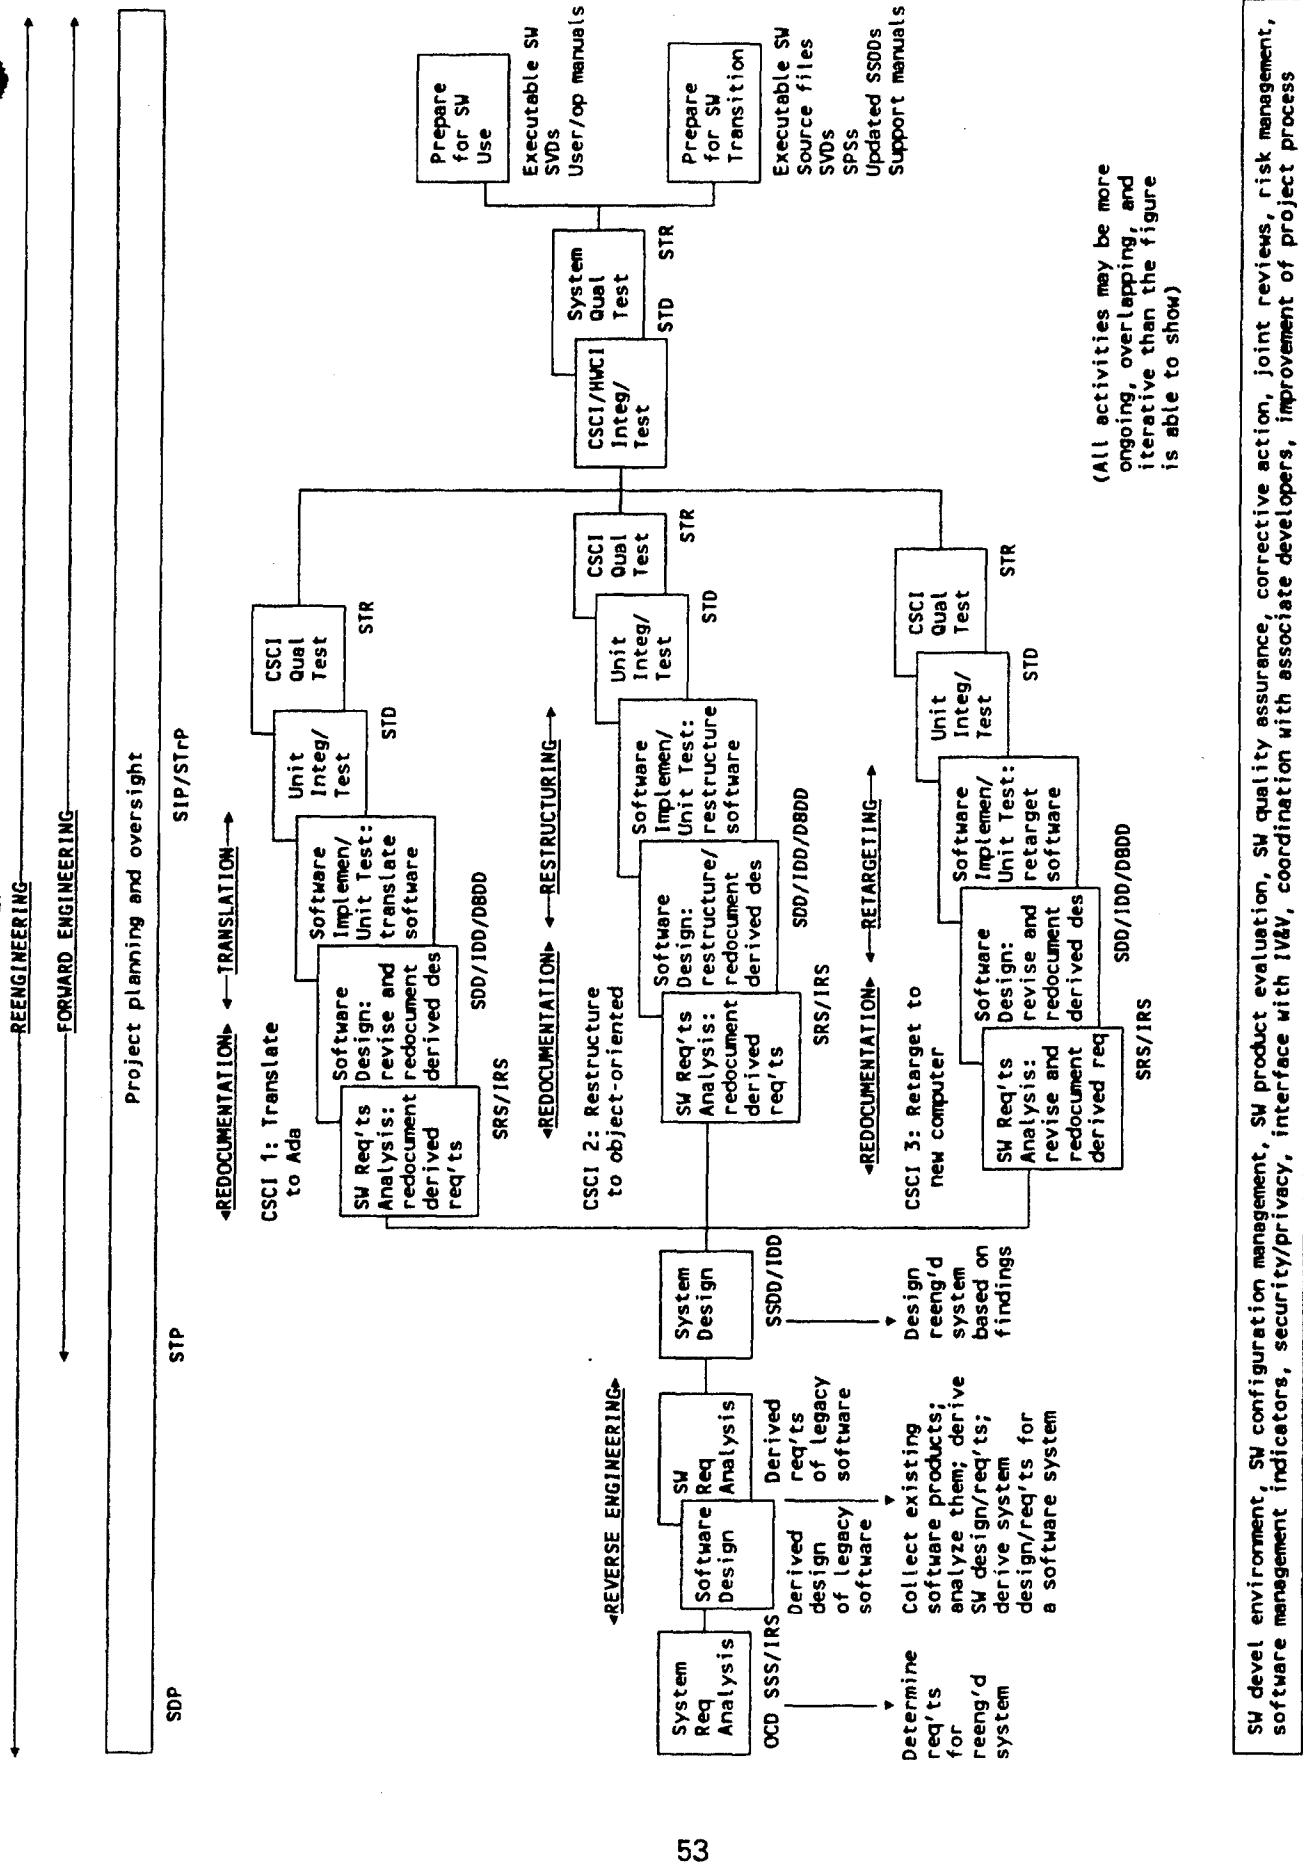 REENGINEERING
FORWARD ENGINEERING
Project planning and oversight
SDP
STP
SIP/STrP
REDOCUMENTATION
TRANSLATION
CSCI 1: Translate
to Ada
SW Req'ts
Analysis:
redocument
derived
req'ts
SRS/IRS
Software
Design:
revise and
redocument
derived des
SDD/IDD/DBDD
Software
Implemen/
Unit Test:
translate
software
Unit
Integ/
Test
STD
CSCI
Qual
Test
STR
REVERSE ENGINEERING
System
Req
Analysis
OCD SSS/IRS
Determine
req'ts
for
reeng'd
system
Software
Design
Derived
design
of legacy
software
SW
Req
Analysis
Derived
req'ts
of legacy
software
Collect existing
software products;
analyze them; derive
SW design/req'ts;
derive system
design/req'ts for
a software system
System
Design
SSDD/IDD
Design
reeng'd
system
based on
findings
REDOCUMENTATION
RESTRUCTURING
CSCI 2: Restructure
to object-oriented
SW Req'ts
Analysis:
redocument
derived
req'ts
SRS/IRS
Software
Design:
restructure/
redocument
derived des
SDD/IDD/DBDD
Software
Implemen/
Unit Test:
restructure
software
Unit
Integ/
Test
STD
CSCI
Qual
Test
STR
REDOCUMENTATION
RETARGETING
CSCI 3: Retarget to
new computer
SW Req'ts
Analysis:
revise and
redocument
derived req
SRS/IRS
Software
Design:
revise and
redocument
derived des
SDD/IDD/DBDD
Software
Implemen/
Unit Test:
retarget
software
Unit
Integ/
Test
STD
CSCI
Qual
Test
STR
CSCI/HWCI
Integ/
Test
STD
System
Qual
Test
STR
Prepare
for SW
Use
Executable SW
SVDs
User/op manuals
Prepare
for SW
Transition
Executable SW
Source files
SVDs
SPSs
Updated SSDDs
Support manuals
(All activities may be more
ongoing, overlapping, and
iterative than the figure
is able to show)
SW devel environment, SW configuration management, SW product evaluation, SW quality assurance, corrective action, joint reviews, risk management,
software management indicators, security/privacy, interface with IV&V, coordination with associate developers, improvement of project process
53